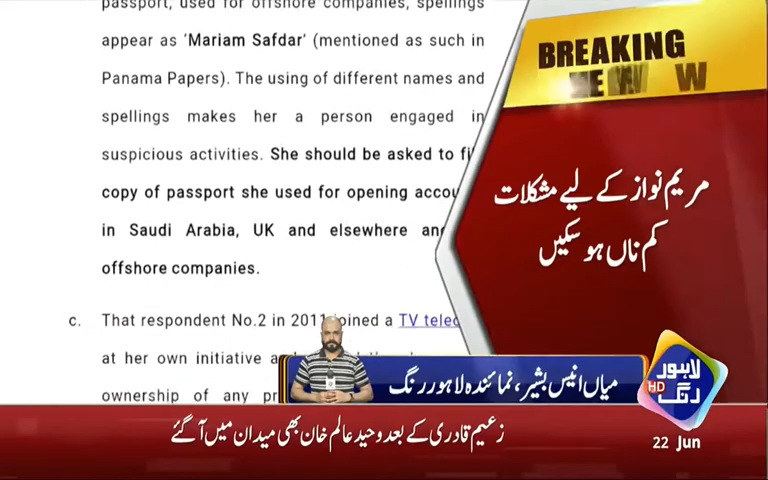 passport, used for offshore companies, spellings
appear as 'Mariam Safdar' (mentioned as such in
Panama Papers). The using of different names and
spellings makes her a person engaged in
suspicious activities. She should be asked to
copy of passport she used for opening
in Saudi Arabia, UK and elsewhere
offshore companies.
c. That respondent No.2 in 2011 joined a TV
at her own initiative
ownership of any
BREAKING
مریم نواز کے لیے مشکلات
کم ناں ہو سکیں
میاں انیس بشیر، نمائندہ لاہور رنگ
لاہور
رنگ
HD
زعیم قادری کے بعد وحید عالم خان بھی میدان میں آ گئے
22 Jun